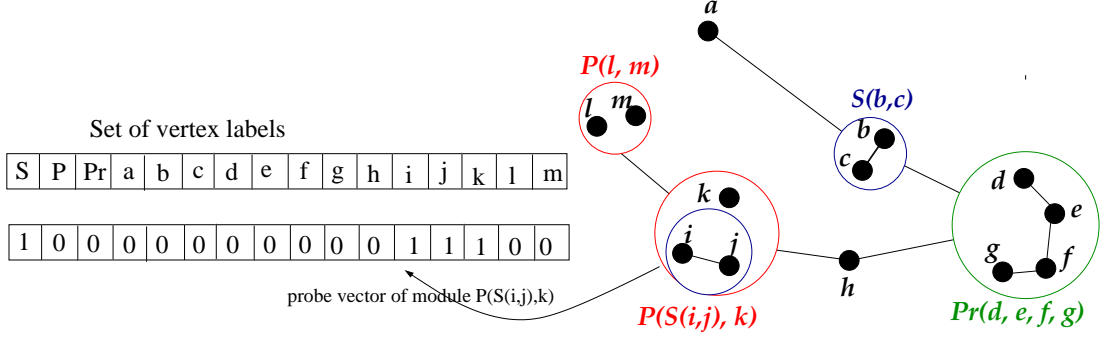 Set of vertex labels
S P Pr a b c d e f g h i j k l m
1 0 0 0 0 0 0 0 0 0 0 1 1 1 0 0
probe vector of module P(S(i,j),k)
a
P(l, m)
l m
S(b,c)
b
c
k
i j
P(S(i,j), k)
h
d
e
f
g
Pr(d, e, f, g)